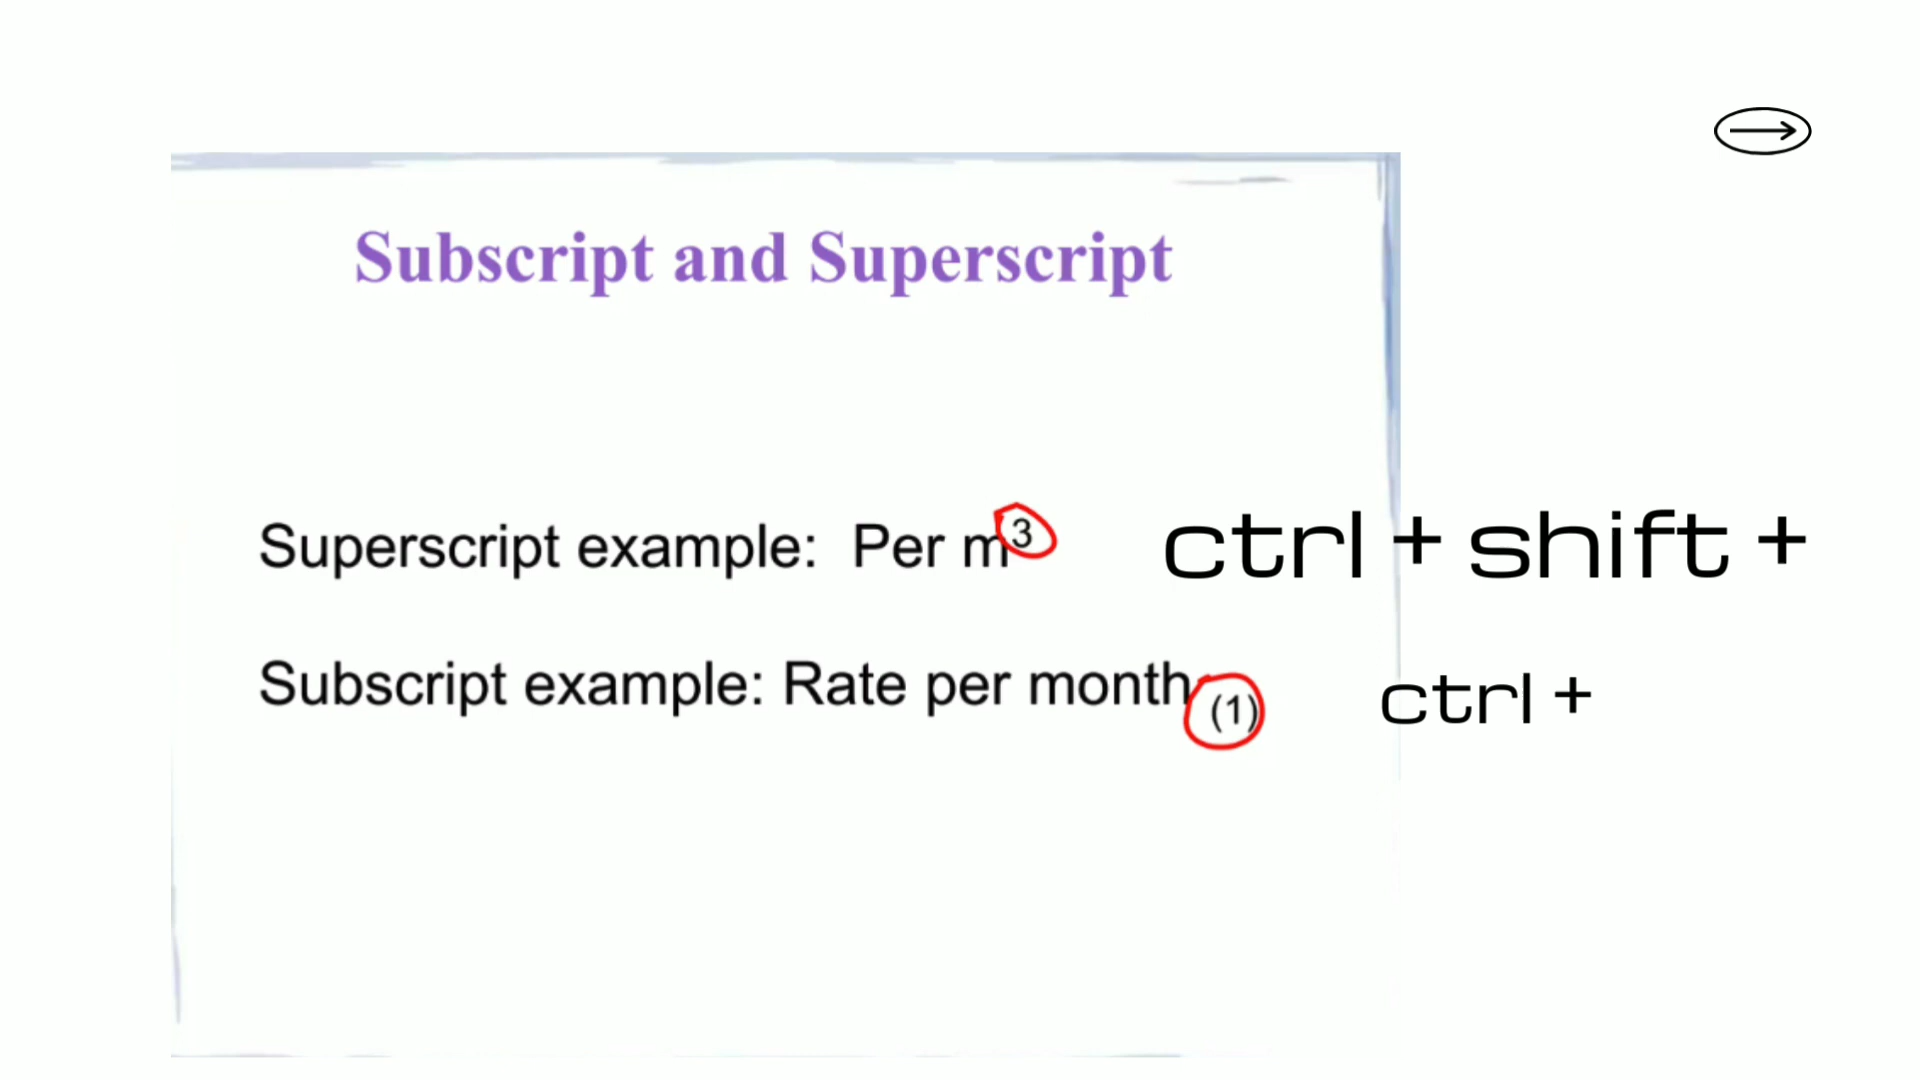 Subscript and Superscript
Superscript example: Per m³ ctrl + shift +
Subscript example: Rate per month ₍₁₎ ctrl +